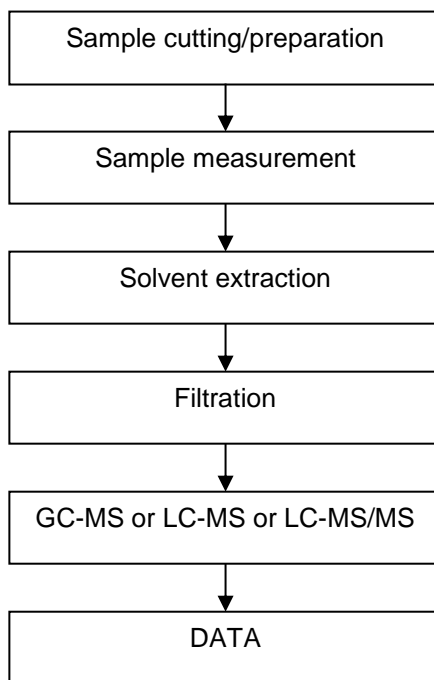 Sample cutting/preparation
Sample measurement
Solvent extraction
Filtration
GC-MS or LC-MS or LC-MS/MS
DATA